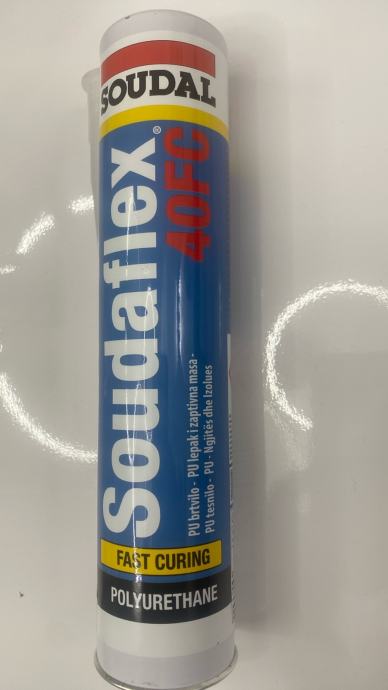 SOUDAL
Soudaflex®
40FC
PU brtvilo - PU lepak i zaptivna masa -
PU tesnilo - PU - Ngjitës dhe Izolues
FAST CURING
POLYURETHANE